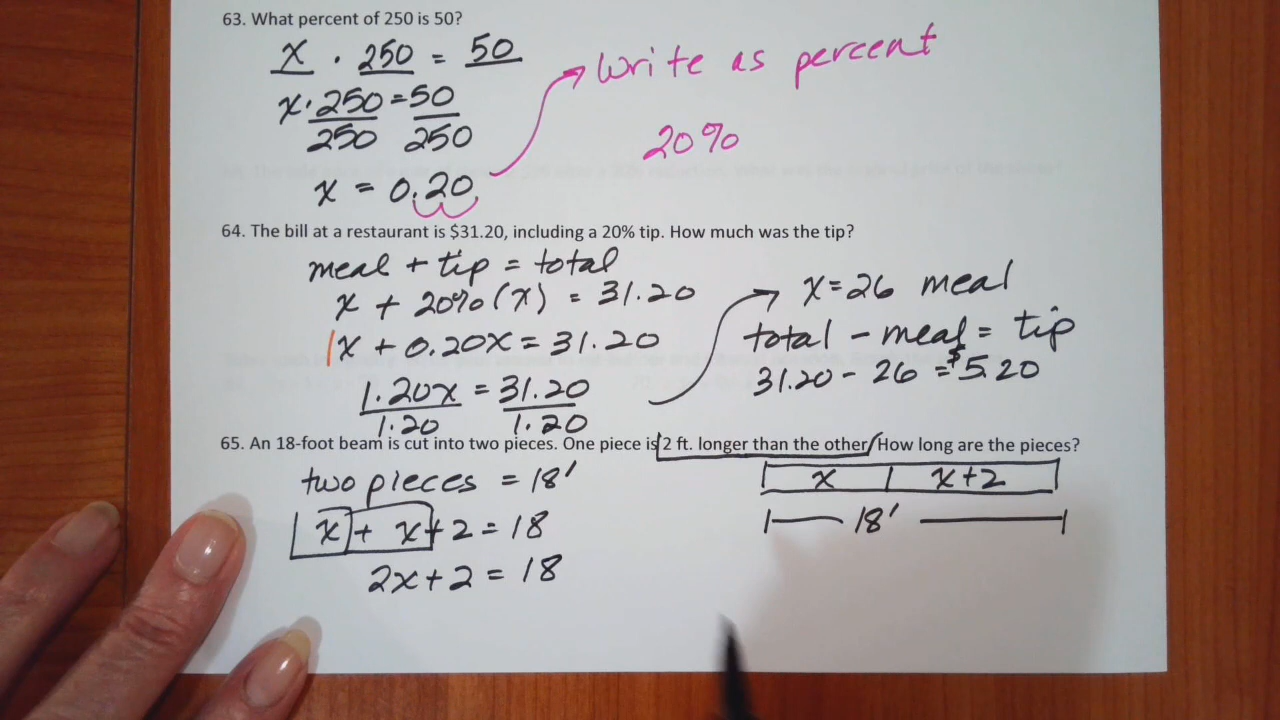 63. What percent of 250 is 50?
x · 250 = 50
x · 250 = 50
250 250
x = 0.20
Write as percent
20%
64. The bill at a restaurant is $31.20, including a 20% tip. How much was the tip?
meal + tip = total
x + 20% (x) = 31.20
1x + 0.20x = 31.20
1.20x = 31.20
1.20 1.20
x = 26 meal
total - meal = tip
31.20 - 26 = $5.20
65. An 18-foot beam is cut into two pieces. One piece is 2 ft. longer than the other. How long are the pieces?
two pieces = 18'
x + x + 2 = 18
2x + 2 = 18
x x+2
18'